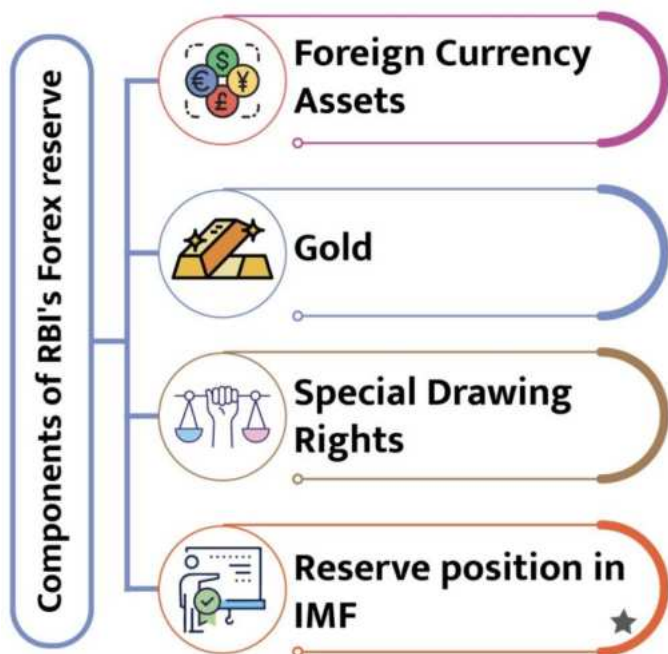 Components of RBI's Forex reserve
Foreign Currency
Assets
Gold
Special Drawing
Rights
Reserve position in
IMF